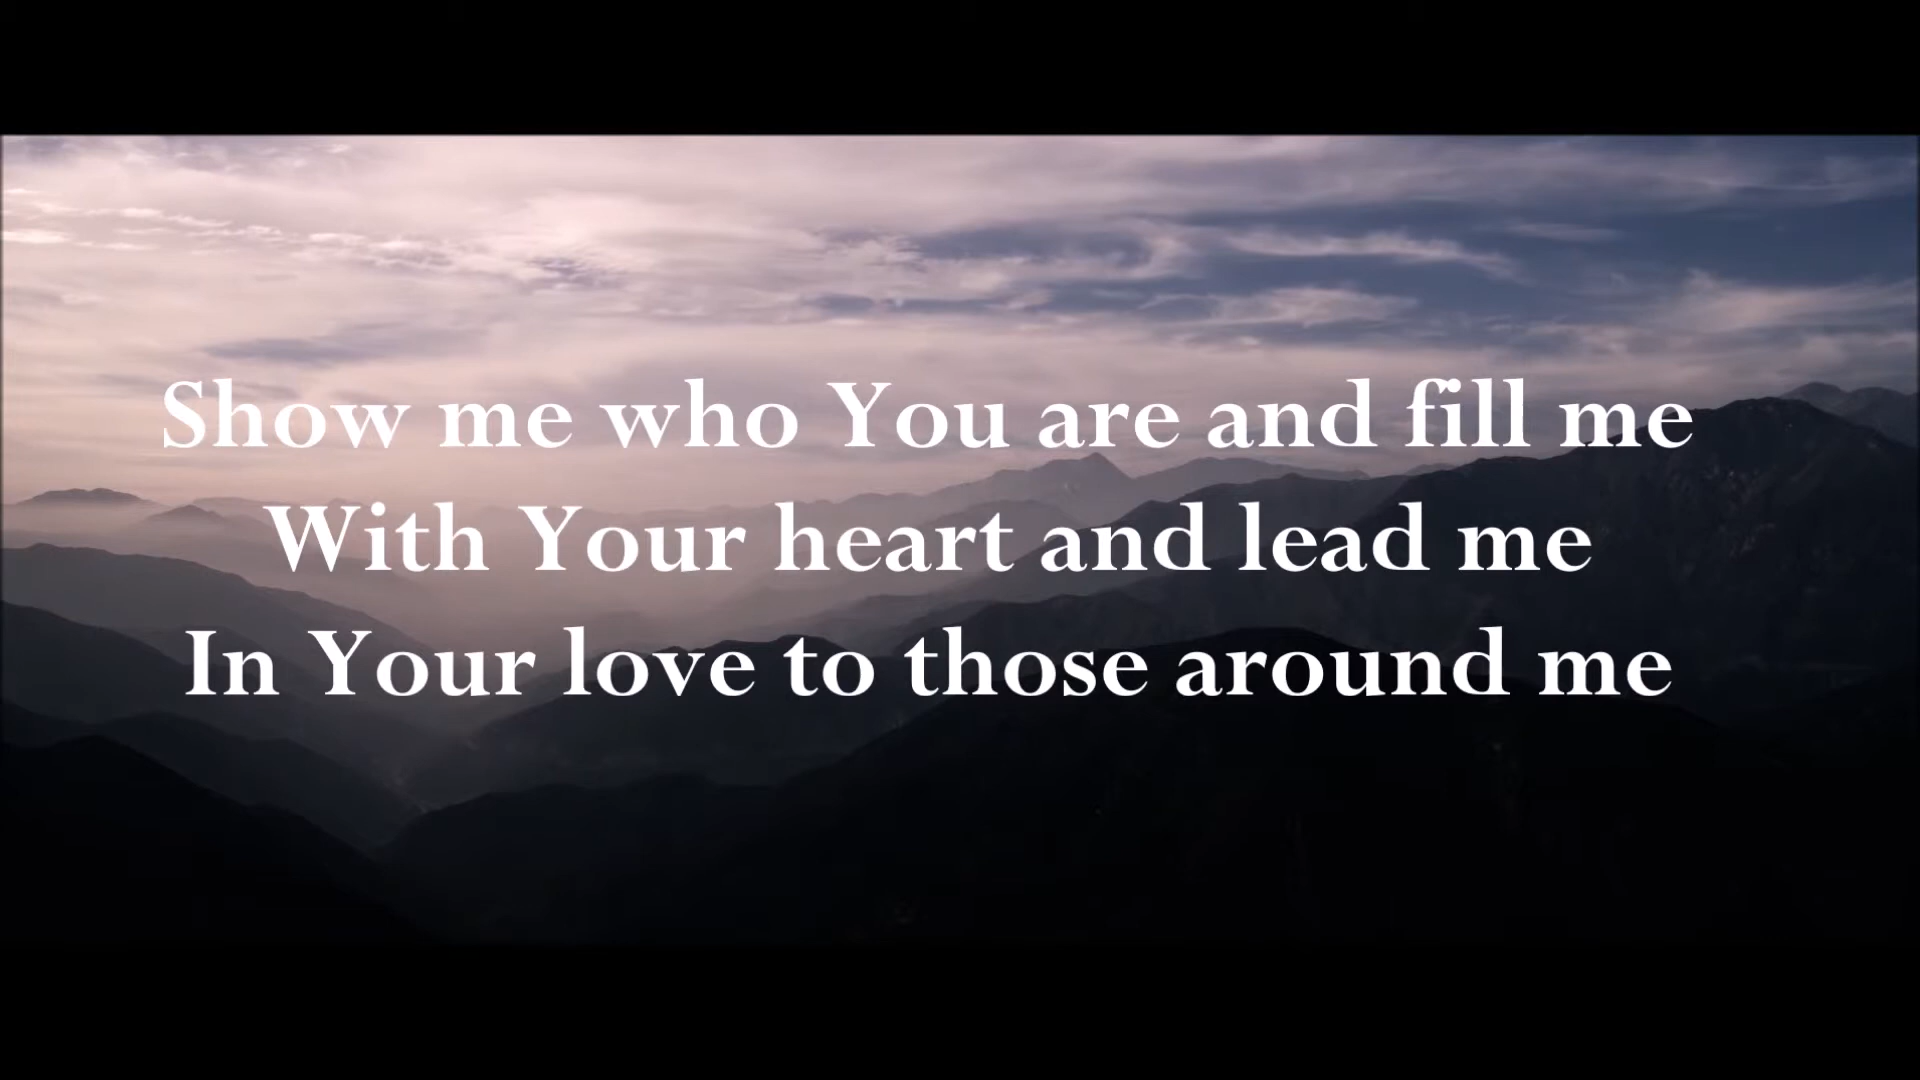 Show me who You are and fill me
With Your heart and lead me
In Your love to those around me